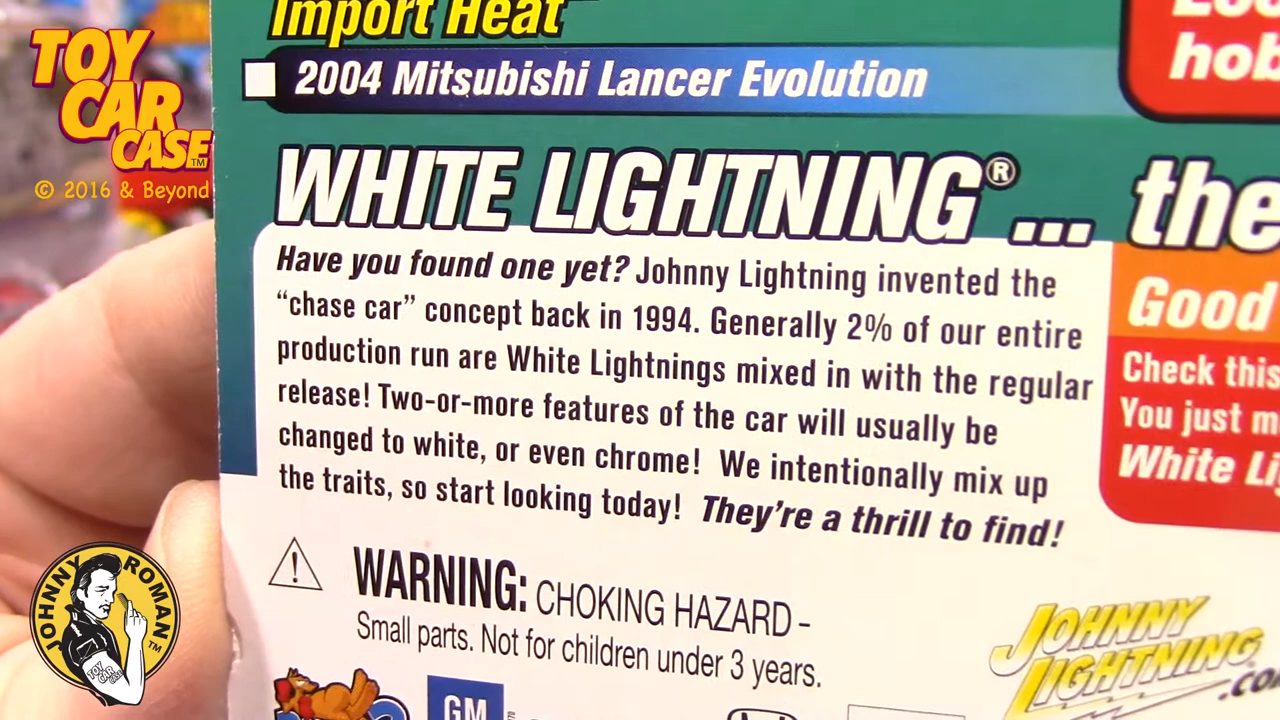 Import Heat
2004 Mitsubishi Lancer Evolution
TOY
CAR
CASE™
© 2016 & Beyond
WHITE LIGHTNING® ... the
Have you found one yet? Johnny Lightning invented the
“chase car” concept back in 1994. Generally 2% of our entire
production run are White Lightnings mixed in with the regular
release! Two-or-more features of the car will usually be
changed to white, or even chrome! We intentionally mix up
the traits, so start looking today! They're a thrill to find!
hob
Good
Check this
You just m
White Li
WARNING: CHOKING HAZARD -
Small parts. Not for children under 3 years.
JOHNNY
LIGHTNING
.co
GM
JOHNNY ROMAN™
TOY
CAR
CASE